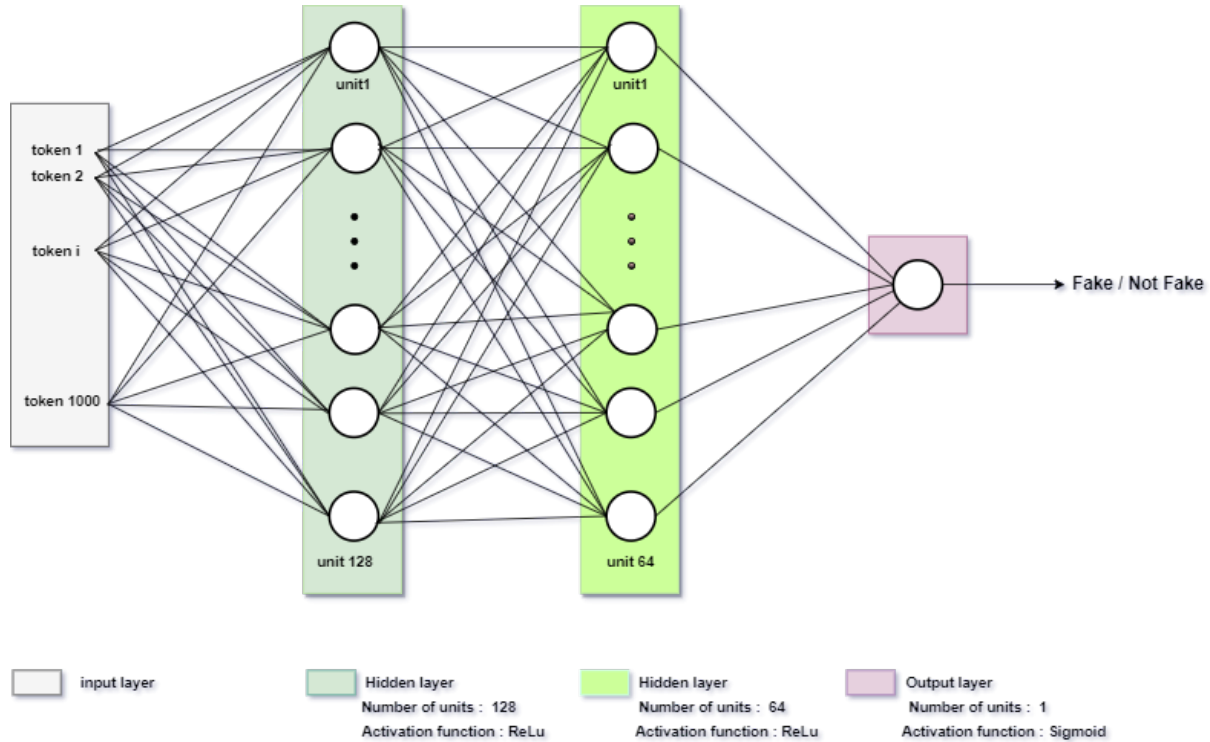 unit1
unit1
token 1
token 2
token i
Fake / Not Fake
token 1000
unit 128
unit 64
input layer
Hidden layer
Number of units : 128
Activation function : ReLu
Hidden layer
Number of units : 64
Activation function : ReLu
Output layer
Number of units : 1
Activation function : Sigmoid